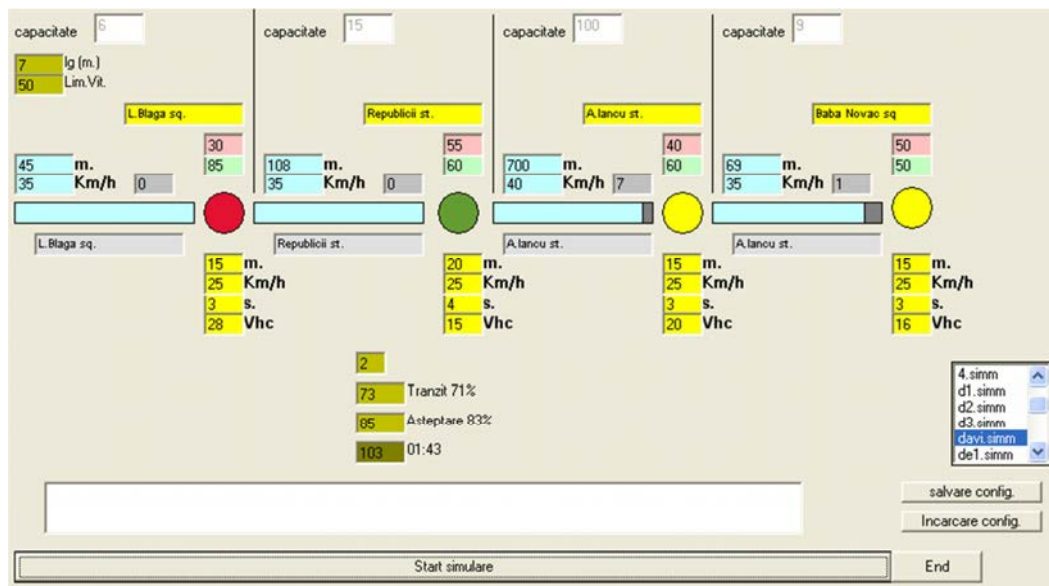 capacitate 6 capacitate 15 capacitate 100 capacitate 9
7 lg (m.)
50 Lim.Vit.
L.Blaga sq. Republicii st. A.Iancu st. Baba Novac sq
30 55 40 50
85 60 60 50
45 m. 108 m. 700 m. 69 m.
35 Km/h 0 35 Km/h 0 40 Km/h 7 35 Km/h 1
L.Blaga sq. Republicii st. A.Iancu st. A.Iancu st.
15 m. 20 m. 15 m. 15 m.
25 Km/h 25 Km/h 25 Km/h 25 Km/h
3 s. 4 s. 3 s. 3 s.
28 Vhc 15 Vhc 20 Vhc 16 Vhc
2
73 Tranzit 71%
85 Asteptare 83%
103 01:43
4.simm
d1.simm
d2.simm
d3.simm
davi.simm
de1.simm
salvare config.
Incarcare config.
Start simulare End